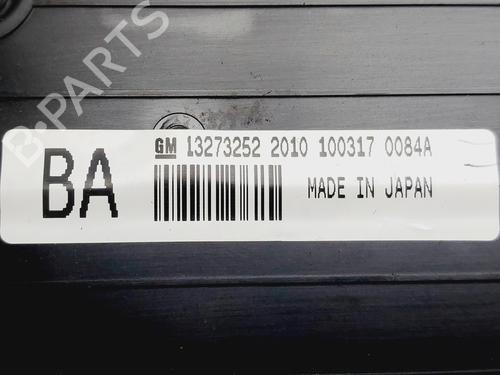 B-PARTS
BA
GM 13273252 2010 100317 0084A
MADE IN JAPAN